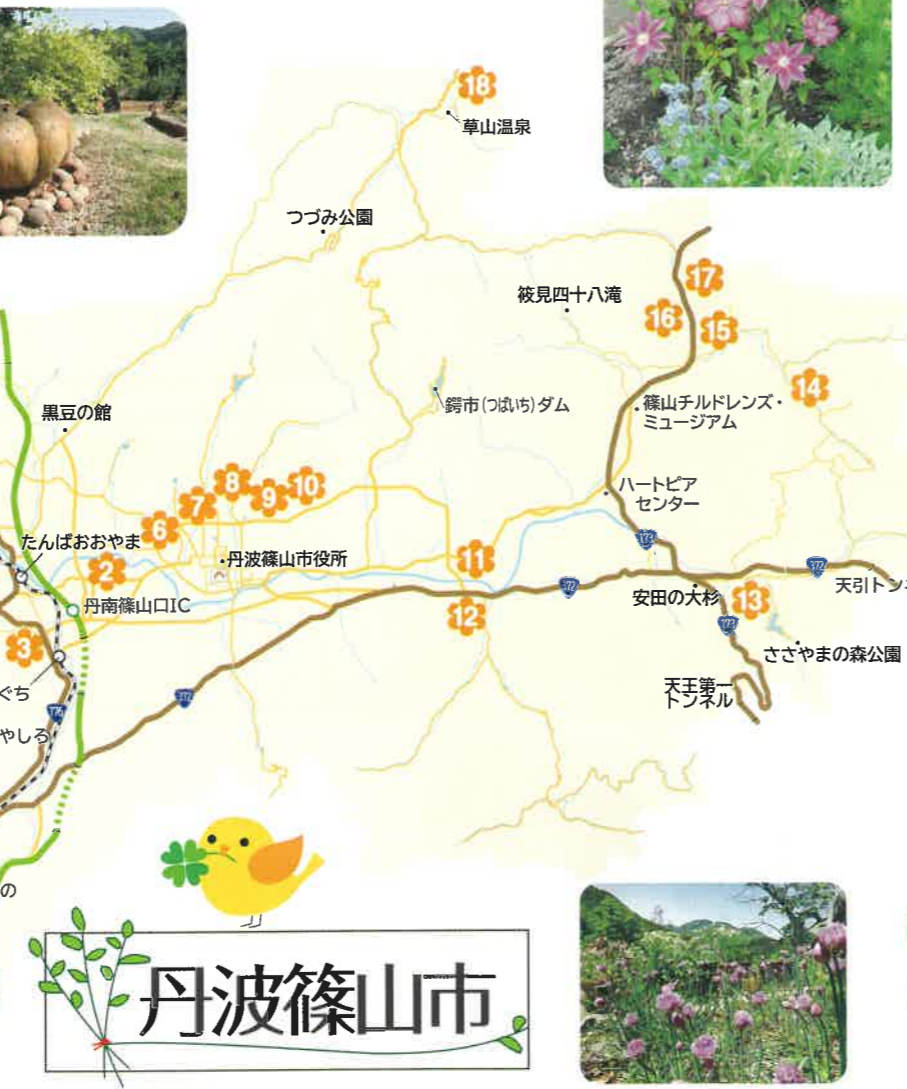 18
草山温泉
つづみ公園
17
筱見四十八滝
16
15
14
鍔市(つばいち)ダム
篠山チルドレンズ・
ミュージアム
黒豆の館
8
9
10
7
6
ハートピア
センター
173
たんばおおやま
2
丹波篠山市役所
11
372
372
天引トン
丹南篠山口IC
12
安田の大杉
13
173
3
ささやまの森公園
ぐち
372
天王第一
トンネル
176
やしろ
の
丹波篠山市